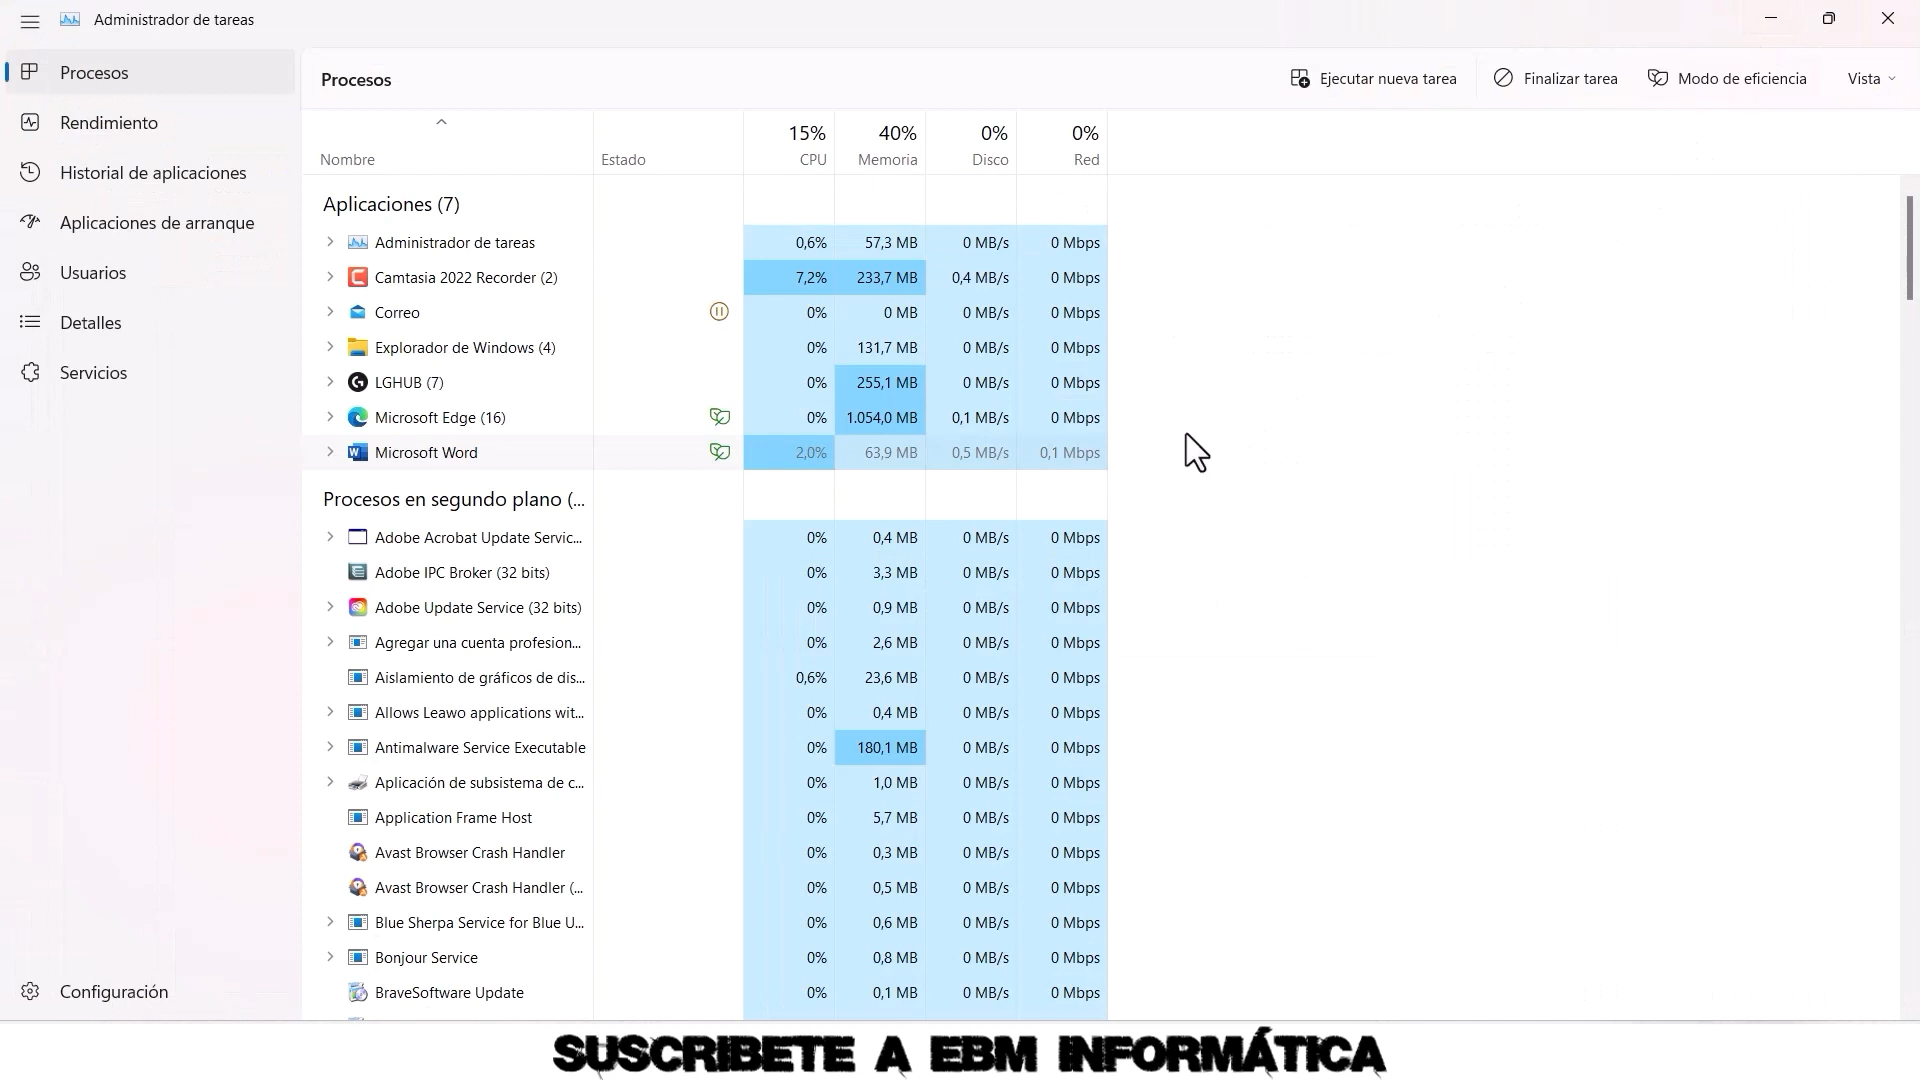 Administrador de tareas
Procesos
Rendimiento
Historial de aplicaciones
Aplicaciones de arranque
Usuarios
Detalles
Servicios
Configuración
Procesos
Ejecutar nueva tarea
Finalizar tarea
Modo de eficiencia
Vista
15% 40% 0% 0%
Nombre Estado CPU Memoria Disco Red
Aplicaciones (7)
Administrador de tareas 0,6% 57,3 MB 0 MB/s 0 Mbps
Camtasia 2022 Recorder (2) 7,2% 233,7 MB 0,4 MB/s 0 Mbps
Correo 0% 0 MB 0 MB/s 0 Mbps
Explorador de Windows (4) 0% 131,7 MB 0 MB/s 0 Mbps
LGHUB (7) 0% 255,1 MB 0 MB/s 0 Mbps
Microsoft Edge (16) 0% 1.054,0 MB 0,1 MB/s 0 Mbps
Microsoft Word 2,0% 63,9 MB 0,5 MB/s 0,1 Mbps
Procesos en segundo plano (...
Adobe Acrobat Update Servic... 0% 0,4 MB 0 MB/s 0 Mbps
Adobe IPC Broker (32 bits) 0% 3,3 MB 0 MB/s 0 Mbps
Adobe Update Service (32 bits) 0% 0,9 MB 0 MB/s 0 Mbps
Agregar una cuenta profesion... 0% 2,6 MB 0 MB/s 0 Mbps
Aislamiento de gráficos de dis... 0,6% 23,6 MB 0 MB/s 0 Mbps
Allows Leawo applications wit... 0% 0,4 MB 0 MB/s 0 Mbps
Antimalware Service Executable 0% 180,1 MB 0 MB/s 0 Mbps
Aplicación de subsistema de c... 0% 1,0 MB 0 MB/s 0 Mbps
Application Frame Host 0% 5,7 MB 0 MB/s 0 Mbps
Avast Browser Crash Handler 0% 0,3 MB 0 MB/s 0 Mbps
Avast Browser Crash Handler (... 0% 0,5 MB 0 MB/s 0 Mbps
Blue Sherpa Service for Blue U... 0% 0,6 MB 0 MB/s 0 Mbps
Bonjour Service 0% 0,8 MB 0 MB/s 0 Mbps
BraveSoftware Update 0% 0,1 MB 0 MB/s 0 Mbps
SUSCRIBETE A EBM INFORMÁTICA